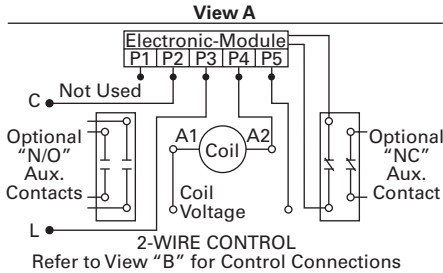 View A
Electronic-Module
P1 P2 P3 P4 P5
Not Used
C
Optional
“N/O”
Aux.
Contacts
A1 Coil A2
Optional
“NC”
Aux.
Contact
Coil
Voltage
L
2-WIRE CONTROL
Refer to View “B” for Control Connections